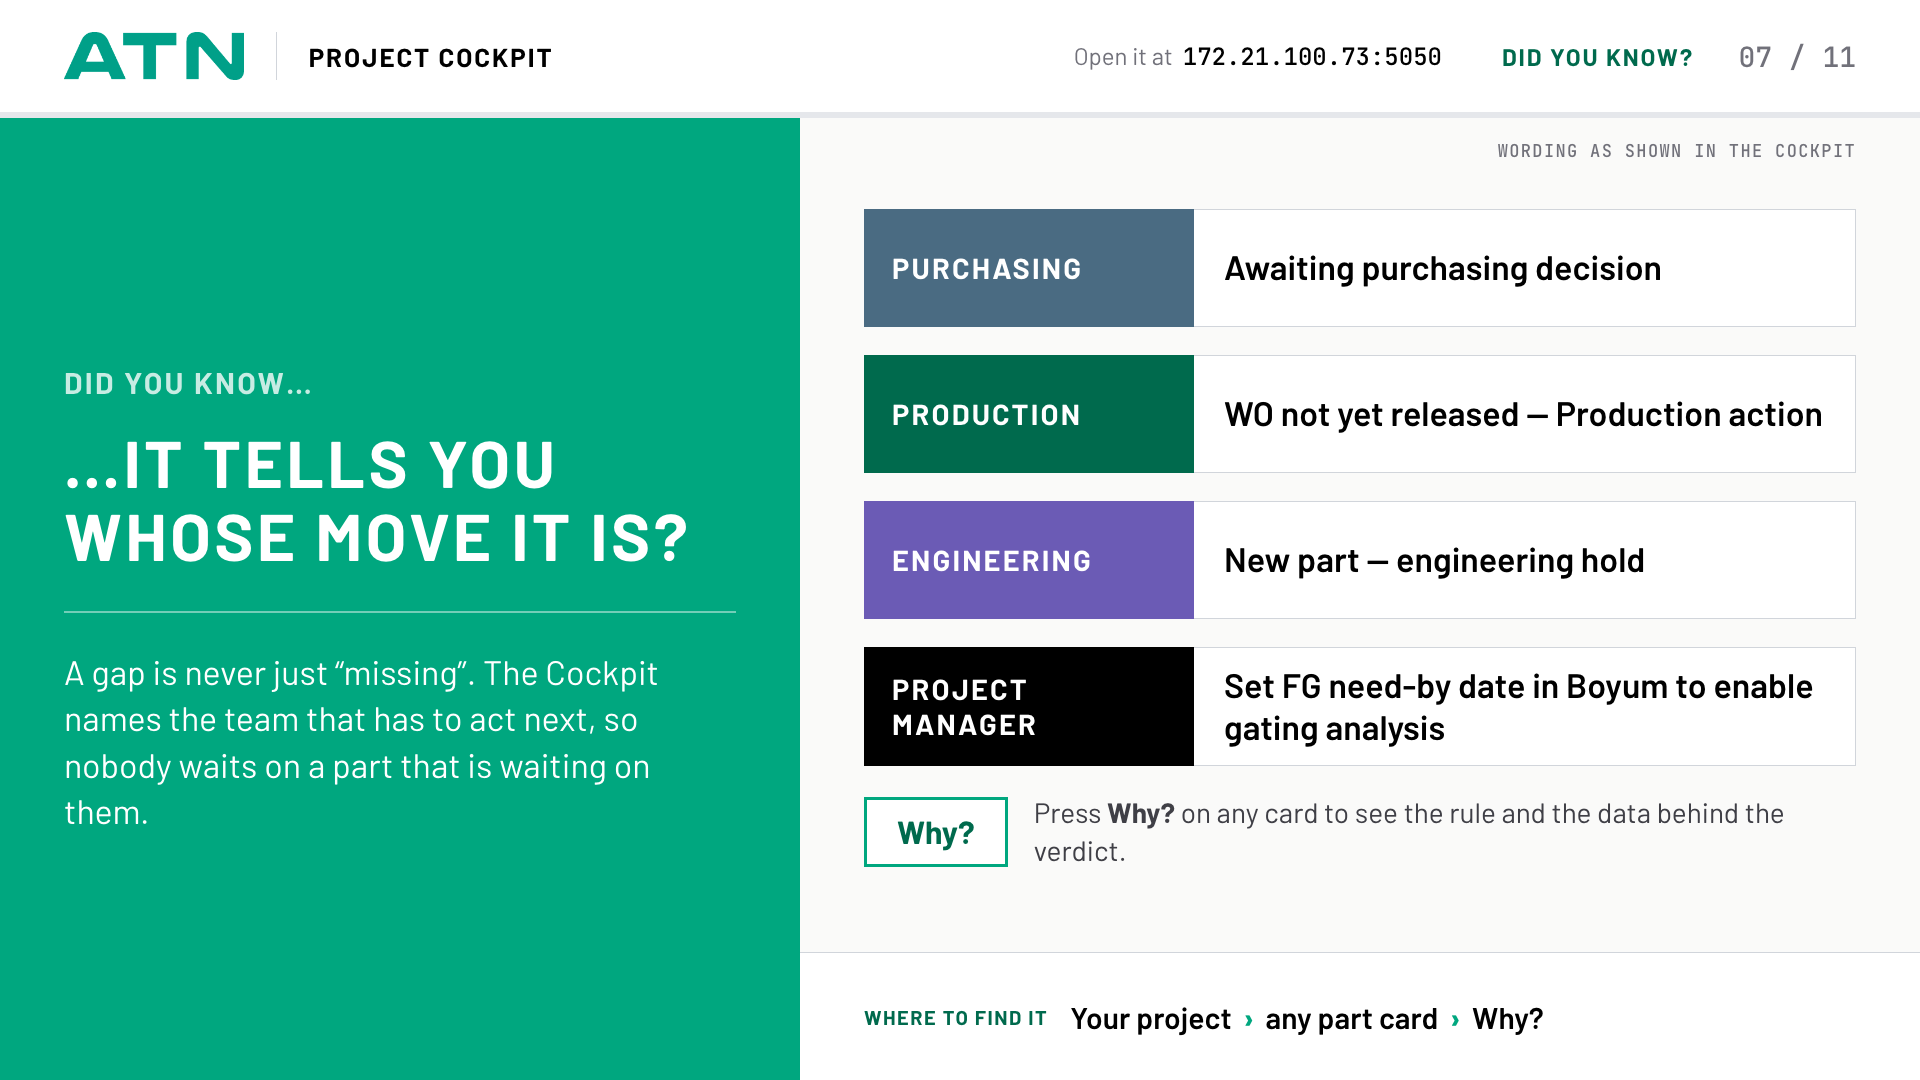 ATN
PROJECT COCKPIT
Open it at 172.21.100.73:5050
DID YOU KNOW?
07 / 11
DID YOU KNOW…
…IT TELLS YOU
WHOSE MOVE IT IS?
A gap is never just “missing”. The Cockpit
names the team that has to act next, so
nobody waits on a part that is waiting on
them.
WORDING AS SHOWN IN THE COCKPIT
PURCHASING
Awaiting purchasing decision
PRODUCTION
WO not yet released — Production action
ENGINEERING
New part — engineering hold
PROJECT
MANAGER
Set FG need-by date in Boyum to enable
gating analysis
Why?
Press Why? on any card to see the rule and the data behind the
verdict.
WHERE TO FIND IT
Your project › any part card › Why?